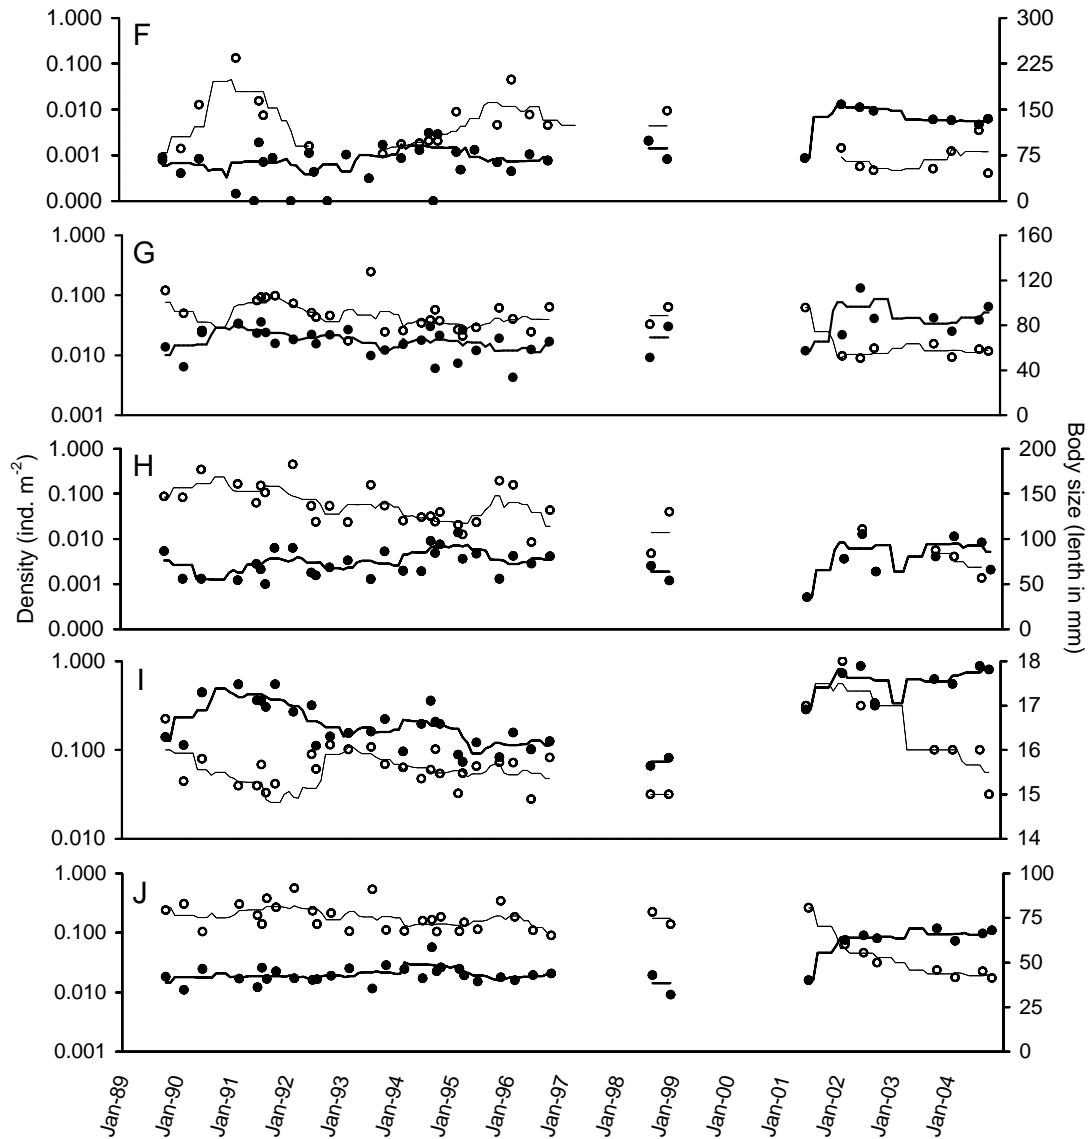 F
1.000
0.100
0.010
0.001
0.000
300
225
150
75
0
G
1.000
0.100
0.010
0.001
160
120
80
40
0
H
1.000
0.100
0.010
0.001
0.000
200
150
100
50
0
Density (ind. m-2)
Body size (lenth in mm)
I
1.000
0.100
0.010
18
17
16
15
14
J
1.000
0.100
0.010
0.001
100
75
50
25
0
Jan-89
Jan-90
Jan-91
Jan-92
Jan-93
Jan-94
Jan-95
Jan-96
Jan-97
Jan-98
Jan-99
Jan-00
Jan-01
Jan-02
Jan-03
Jan-04